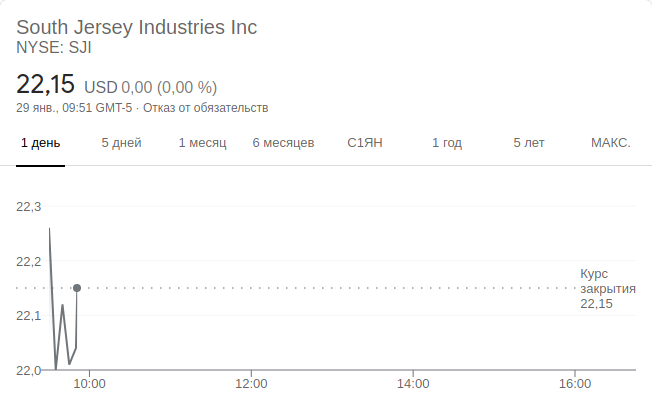 South Jersey Industries Inc
NYSE: SJI
22,15 USD 0,00 (0,00 %)
29 янв., 09:51 GMT-5 · Отказ от обязательств
1 день 5 дней 1 месяц 6 месяцев С1ЯН 1 год 5 лет МАКС.
22,3
22,2
Курс
закрытия
22,15
22,1
22,0
10:00 12:00 14:00 16:00